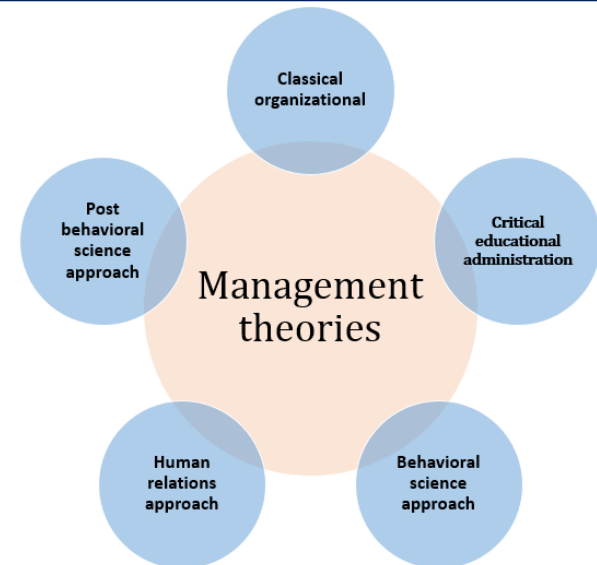 Classical
organizational
Post
behavioral
science
approach
Critical
educational
administration
Management
theories
Human
relations
approach
Behavioral
science
approach